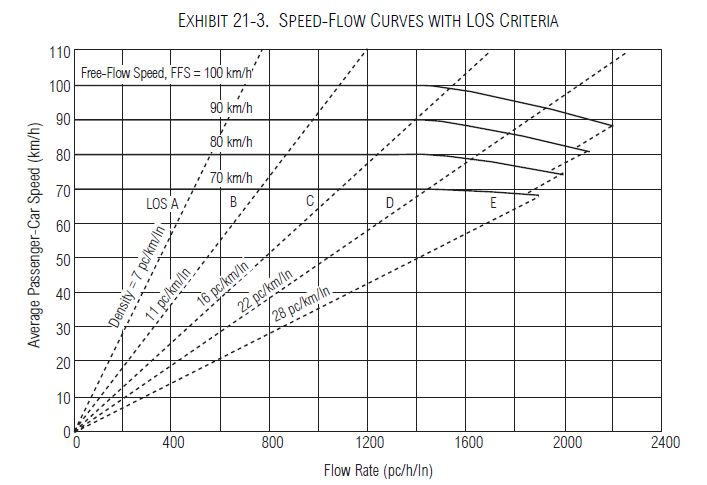 EXHIBIT 21-3. SPEED-FLOW CURVES WITH LOS CRITERIA
110
Free-Flow Speed, FFS = 100 km/h
100
90 km/h
90
80 km/h
80
70 km/h
70
LOS A
B
C
D
E
60
50
40
30
20
10
0
Density = 7 pc/km/ln
11 pc/km/ln
16 pc/km/ln
22 pc/km/ln
28 pc/km/ln
Average Passenger-Car Speed (km/h)
0
400
800
1200
1600
2000
2400
Flow Rate (pc/h/ln)